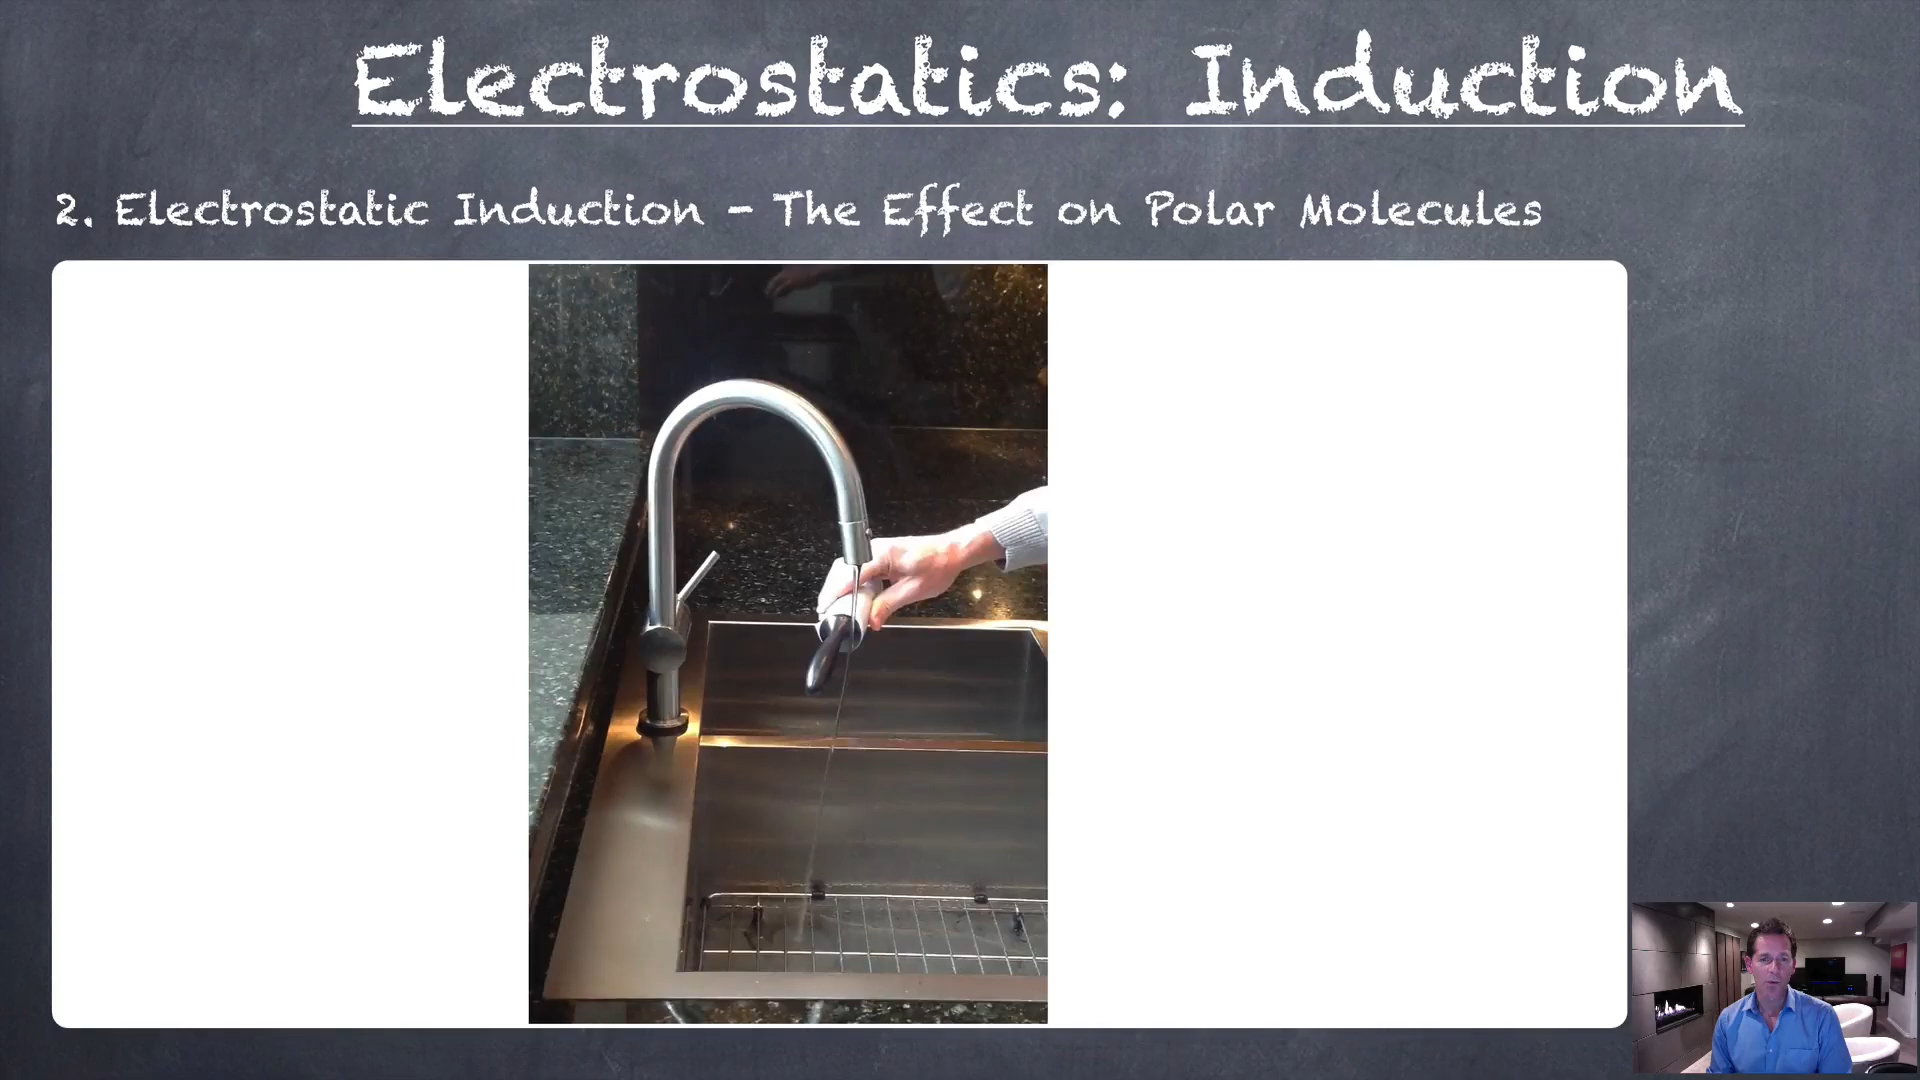 Electrostatics: Induction
2. Electrostatic Induction - The Effect on Polar Molecules